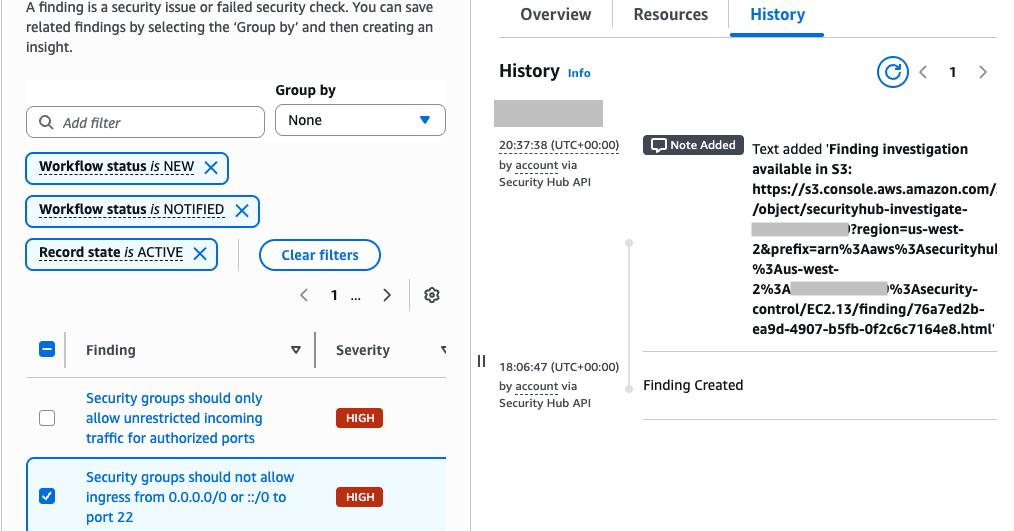 A finding is a security issue or failed security check. You can save
related findings by selecting the ‘Group by’ and then creating an
insight.
Group by
Add filter
None
Workflow status is NEW
Workflow status is NOTIFIED
Record state is ACTIVE
Clear filters
1 ...
Finding
Severity
Security groups should only
allow unrestricted incoming
traffic for authorized ports
HIGH
Security groups should not allow
ingress from 0.0.0.0/0 or ::/0 to
port 22
HIGH
Overview
Resources
History
History Info
1
20:37:38 (UTC+00:00)
by account via
Security Hub API
Note Added
Text added 'Finding investigation
available in S3:
https://s3.console.aws.amazon.com/
/object/securityhub-investigate-
?region=us-west-
2&prefix=arn%3Aaws%3Asecurityhub
%3Aus-west-
2%3A %3Asecurity-
control/EC2.13/finding/76a7ed2b-
ea9d-4907-b5fb-0f2c6c7164e8.html'
18:06:47 (UTC+00:00)
by account via
Security Hub API
Finding Created